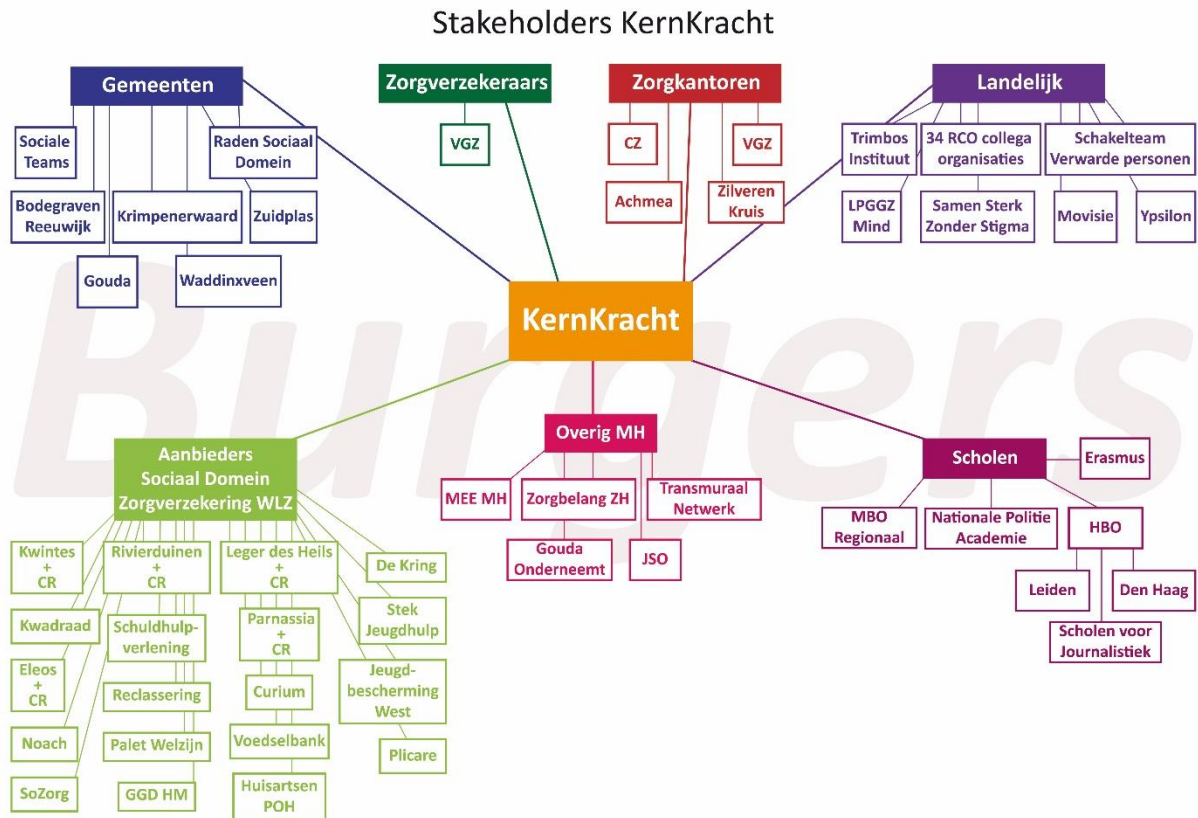 Stakeholders KernKracht
Gemeenten
Zorgverzekeraars
Zorgkantoren
Landelijk
Sociale
Teams
Raden Sociaal
Domein
Bodegraven
Reeuwijk
Krimpenerwaard
Zuidplas
Gouda
Waddinxveen
VGZ
CZ
VGZ
Achmea
Zilveren
Kruis
Trimbos
Instituut
34 RCO collega
organisaties
Schakelteam
Verwarde personen
LPGGZ
Mind
Samen Sterk
Zonder Stigma
Movisie
Ypsilon
Burgers
KernKracht
Aanbieders
Sociaal Domein
Zorgverzekering WLZ
Kwintes
+
CR
Rivierduinen
+
CR
Leger des Heils
+
CR
De Kring
Kwadraad
Schuldhulp-
verlening
Parnassia
+
CR
Stek
Jeugdhulp
Eleos
+
CR
Reclassering
Curium
Jeugd-
bescherming
West
Noach
Palet Welzijn
Voedselbank
Plicare
SoZorg
GGD HM
Huisartsen
POH
Overig MH
MEE MH
Zorgbelang ZH
Transmuraal
Netwerk
Gouda
Onderneemt
JSO
Scholen
Erasmus
MBO
Regionaal
Nationale Politie
Academie
HBO
Leiden
Den Haag
Scholen voor
Journalistiek